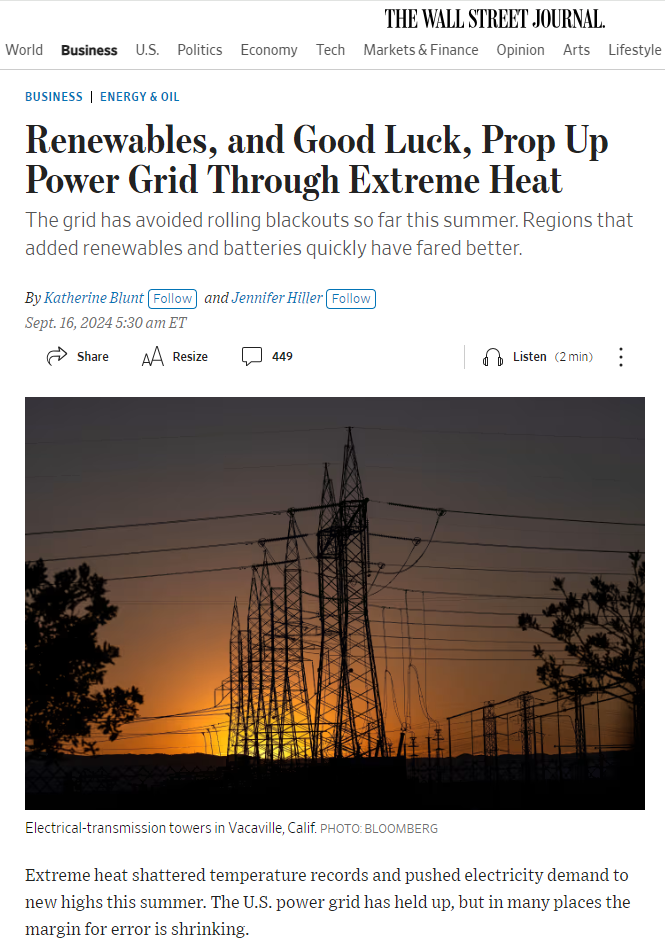 THE WALL STREET JOURNAL.
World Business U.S. Politics Economy Tech Markets & Finance Opinion Arts Lifestyle
BUSINESS | ENERGY & OIL
Renewables, and Good Luck, Prop Up
Power Grid Through Extreme Heat
The grid has avoided rolling blackouts so far this summer. Regions that
added renewables and batteries quickly have fared better.
By Katherine Blunt Follow and Jennifer Hiller Follow
Sept. 16, 2024 5:30 am ET
Share AA Resize 449 Listen (2 min)
Electrical-transmission towers in Vacaville, Calif. PHOTO: BLOOMBERG
Extreme heat shattered temperature records and pushed electricity demand to
new highs this summer. The U.S. power grid has held up, but in many places the
margin for error is shrinking.